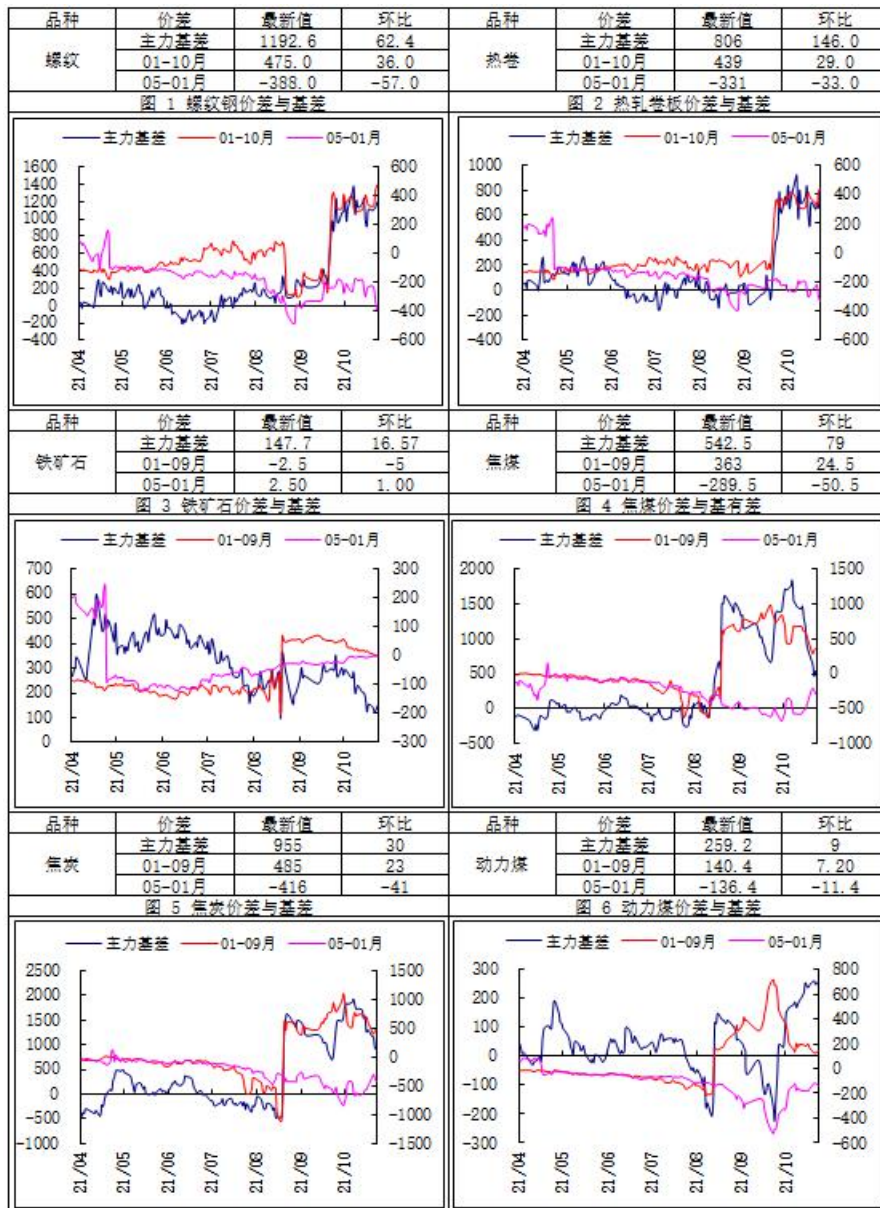 品种 价差 最新值 环比 品种 价差 最新值 环比
螺纹 主力基差 1192.6 62.4 热卷 主力基差 806 146.0
01-10月 475.0 36.0 01-10月 439 29.0
05-01月 -388.0 -57.0 05-01月 -331 -33.0
图 1 螺纹钢价差与基差 图 2 热轧卷板价差与基差
主力基差 01-10月 05-01月 主力基差 01-10月 05-01月
1600 1400 1200 1000 800 600 400 200 0 -200 -400
600 400 200 0 -200 -400 -600
21/04 21/05 21/06 21/07 21/08 21/09 21/10
1000 800 600 400 200 0 -200 -400
600 400 200 0 -200 -400 -600
21/04 21/05 21/06 21/07 21/08 21/09 21/10
品种 价差 最新值 环比 品种 价差 最新值 环比
铁矿石 主力基差 147.7 16.57 焦煤 主力基差 542.5 79
01-09月 -2.5 -5 01-09月 363 24.5
05-01月 2.50 1.00 05-01月 -289.5 -50.5
图 3 铁矿石价差与基差 图 4 焦煤价差与基有差
主力基差 01-09月 05-01月 主力基差 01-09月 05-01月
700 600 500 400 300 200 100 0
300 200 100 0 -100 -200 -300
21/04 21/05 21/06 21/07 21/08 21/09 21/10
2000 1500 1000 500 0 -500
1500 1000 500 0 -500 -1000
21/04 21/05 21/06 21/07 21/08 21/09 21/10
品种 价差 最新值 环比 品种 价差 最新值 环比
焦炭 主力基差 955 30 动力煤 主力基差 259.2 9
01-09月 485 23 01-09月 140.4 7.20
05-01月 -416 -41 05-01月 -136.4 -11.4
图 5 焦炭价差与基差 图 6 动力煤价差与基差
主力基差 01-09月 05-01月 主力基差 01-09月 05-01月
2500 2000 1500 1000 500 0 -500 -1000
1500 1000 500 0 -500 -1000 -1500
21/04 21/05 21/06 21/07 21/08 21/09 21/10
300 200 100 0 -100 -200 -300
800 600 400 200 0 -200 -400 -600
21/04 21/05 21/06 21/07 21/08 21/09 21/10